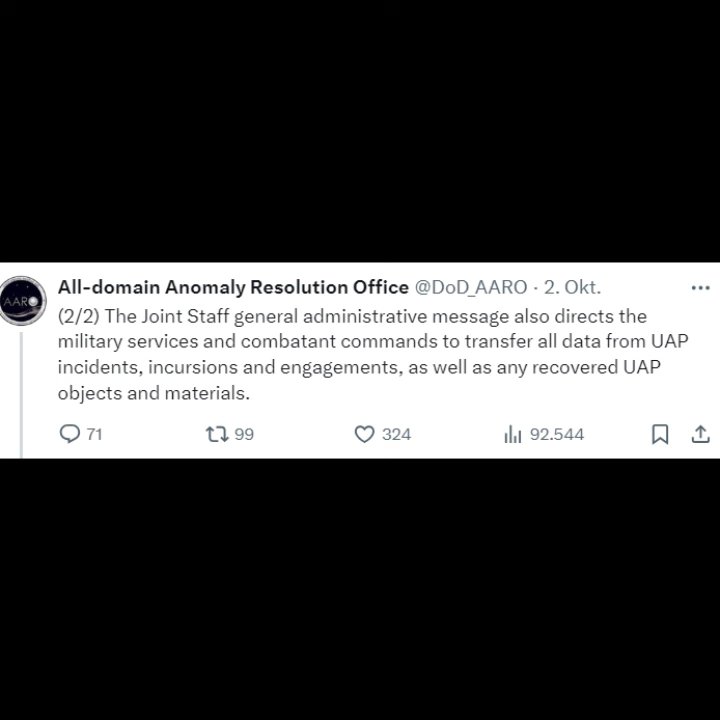 All-domain Anomaly Resolution Office @DoD_AARO · 2. Okt.
AARO
(2/2) The Joint Staff general administrative message also directs the
military services and combatant commands to transfer all data from UAP
incidents, incursions and engagements, as well as any recovered UAP
objects and materials.
71 99 324 92.544